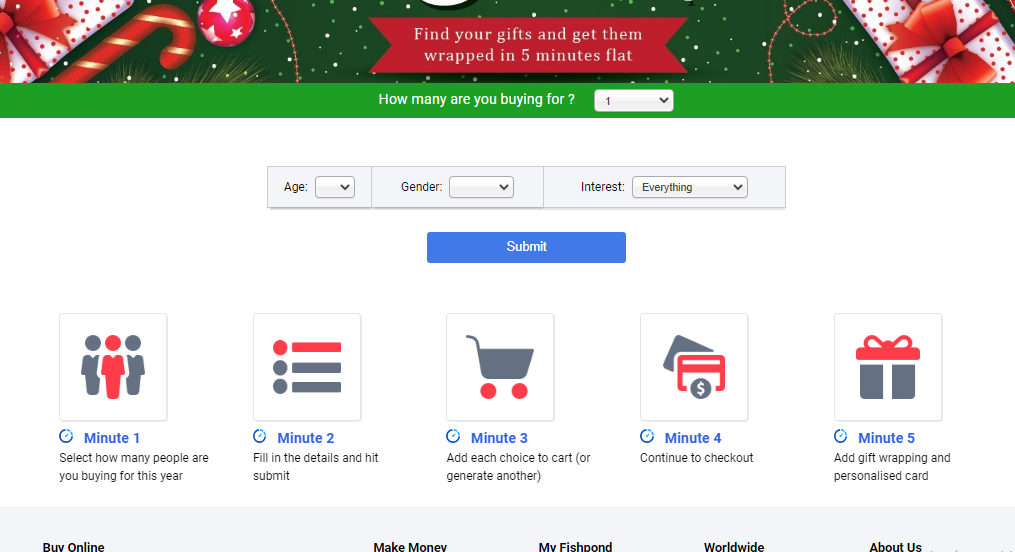 Find your gifts and get them
wrapped in 5 minutes flat
How many are you buying for ? 1
Age: Gender: Interest: Everything
Submit
Minute 1
Select how many people are
you buying for this year
Minute 2
Fill in the details and hit
submit
Minute 3
Add each choice to cart (or
generate another)
Minute 4
Continue to checkout
Minute 5
Add gift wrapping and
personalised card
Buy Online Make Money My Fishpond Worldwide About Us